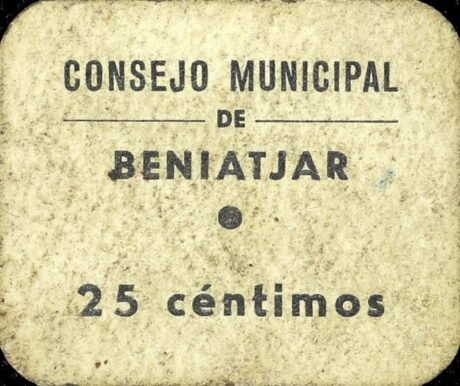 CONSEJO MUNICIPAL
DE
BENIATJAR
25 céntimos